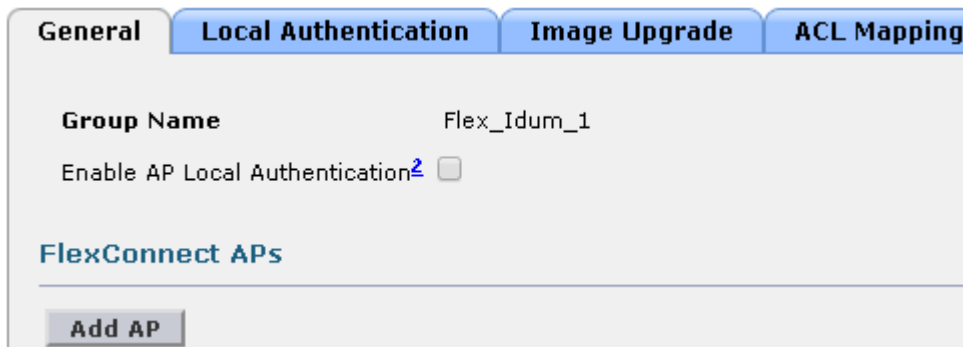 General Local Authentication Image Upgrade ACL Mapping
Group Name Flex_Idum_1
Enable AP Local Authentication2
FlexConnect APs
Add AP